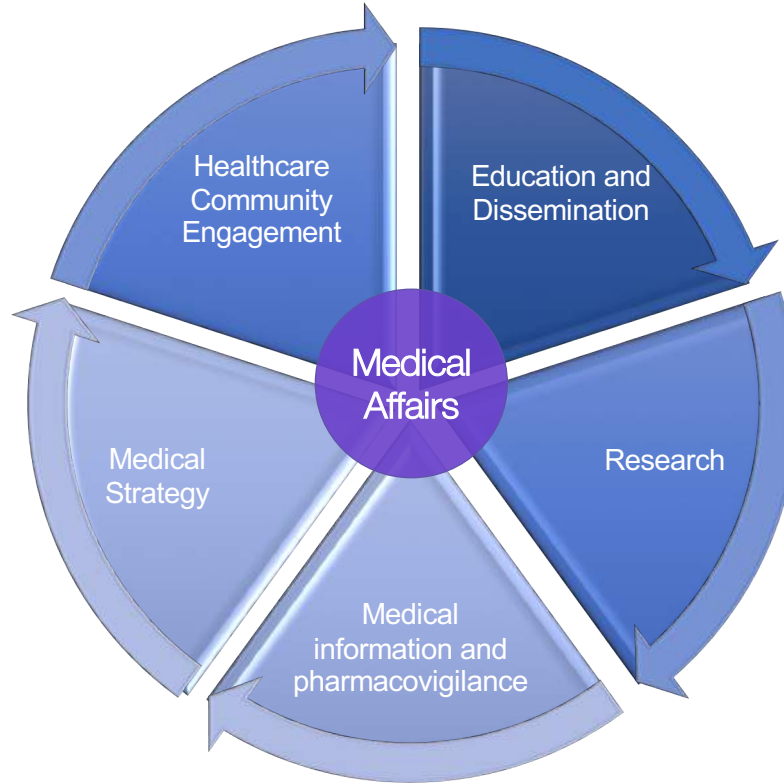 Healthcare
Community
Engagement
Education and
Dissemination
Medical
Affairs
Medical
Strategy
Research
Medical
information and
pharmacovigilance